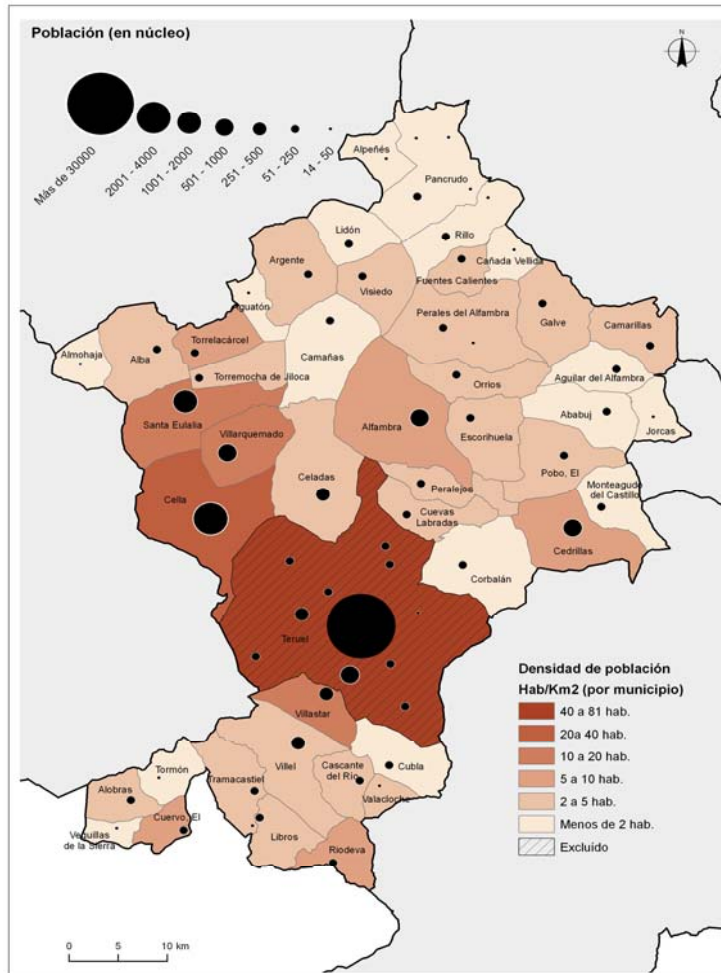 Población (en núcleo)
N
Más de 30000
2001 - 4000
1001 - 2000
501 - 1000
251 - 500
51 - 250
14 - 50
Alpeñés
Pancrudo
Lidón
Rillo
Argente
Cañada Vellida
Fuentes Calientes
Visiedo
Aguatón
Perales del Alfambra
Galve
Camarillas
Torrelacárcel
Almohaja
Alba
Camañas
Torremocha de Jiloca
Orrios
Aguilar del Alfambra
Ababuj
Jorcas
Santa Eulalia
Villarquemado
Alfambra
Escorihuela
Pobo, El
Celadas
Peralejos
Monteagudo
del Castillo
Cella
Cuevas
Labradas
Cedrillas
Corbalán
Teruel
Densidad de población
Hab/Km2 (por municipio)
40 a 81 hab.
20a 40 hab.
10 a 20 hab.
5 a 10 hab.
2 a 5 hab.
Menos de 2 hab.
Excluído
Villastar
Villel
Cascante
del Río
Cubla
Tormón
Tramacastiel
Valacloche
Alobras
Cuervo, El
Veguillas
de la Sierra
Libros
Riodeva
0 5 10 km